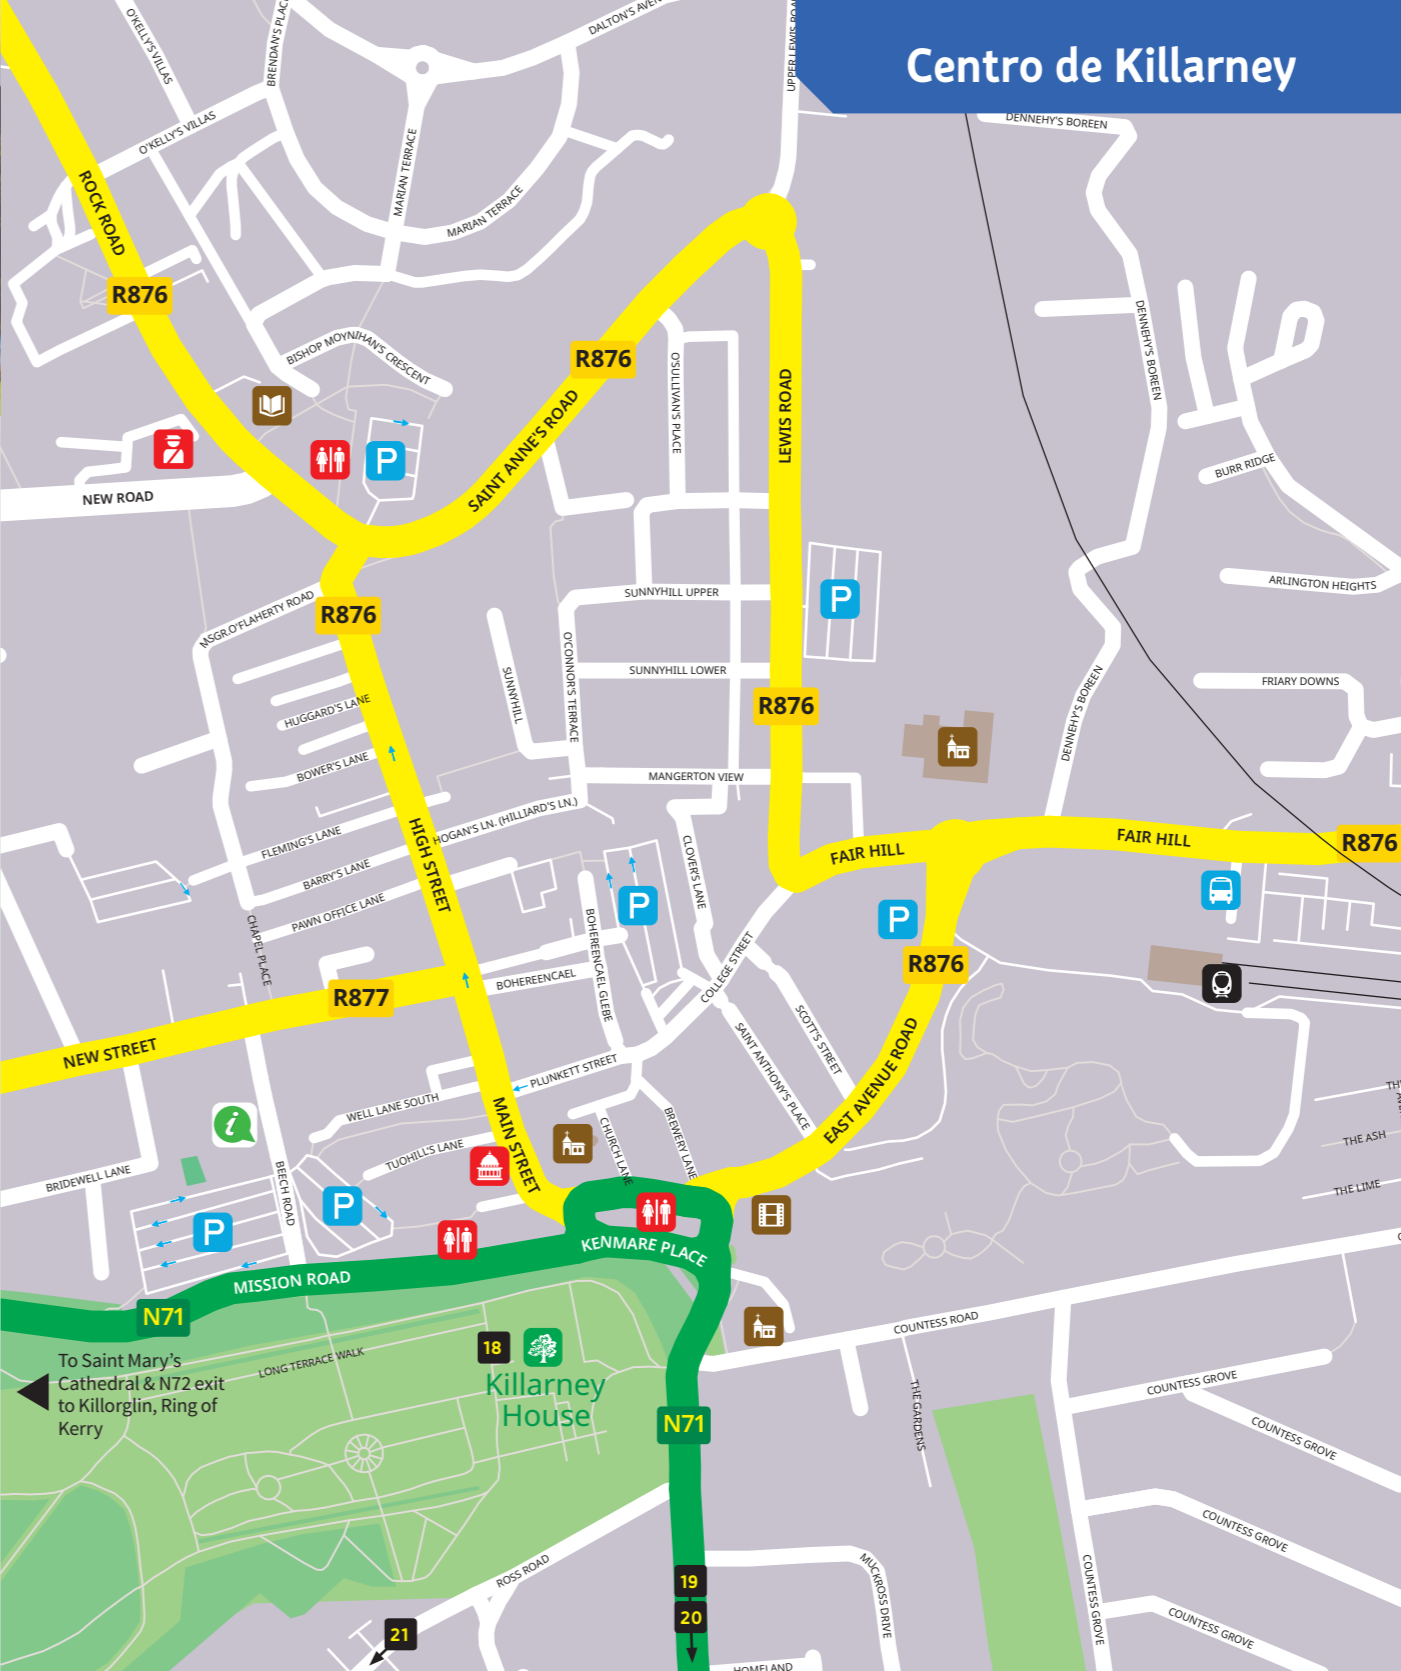 Centro de Killarney
O'KELLY'S VILLAS
BRENDAN'S PLACE
DALTON'S AVEN
UPPER LEWIS ROA
DENNEHY'S BOREEN
O'KELLY'S VILLAS
MARIAN TERRACE
MARIAN TERRACE
ROCK ROAD
R876
BISHOP MOYNIHAN'S CRESCENT
R876
O'SULLIVAN'S PLACE
LEWIS ROAD
DENNEHY'S BOREEN
SAINT ANNE'S ROAD
P
NEW ROAD
BURR RIDGE
ARLINGTON HEIGHTS
MSGR.O'FLAHERTY ROAD
R876
SUNNYHILL UPPER
P
SUNNYHILL
O'CONNOR'S TERRACE
SUNNYHILL LOWER
FRIARY DOWNS
HUGGARD'S LANE
R876
DENNEHY'S BOREEN
BOWER'S LANE
MANGERTON VIEW
HIGH STREET
HOGAN'S LN. (HILLIARD'S LN.)
FLEMING'S LANE
FAIR HILL
FAIR HILL
R876
BARRY'S LANE
CLOVER'S LANE
PAWN OFFICE LANE
P
P
CHAPEL PLACE
BOHEREENCAEL GLEBE
COLLEGE STREET
R876
BOHEREENCAEL
R877
NEW STREET
SCOTT'S STREET
SAINT ANTHONY'S PLACE
EAST AVENUE ROAD
PLUNKETT STREET
WELL LANE SOUTH
MAIN STREET
i
CHURCH LANE
BREWERY LANE
TUOHILL'S LANE
BRIDEWELL LANE
BEECH ROAD
THE ASH
THE LIME
P
P
KENMARE PLACE
MISSION ROAD
N71
COUNTESS ROAD
18
Killarney
House
LONG TERRACE WALK
To Saint Mary's
Cathedral & N72 exit
to Killorglin, Ring of
Kerry
THE GARDENS
COUNTESS GROVE
COUNTESS GROVE
N71
COUNTESS GROVE
COUNTESS GROVE
COUNTESS GROVE
ROSS ROAD
MUCKROSS DRIVE
19
20
21
HOMELAND